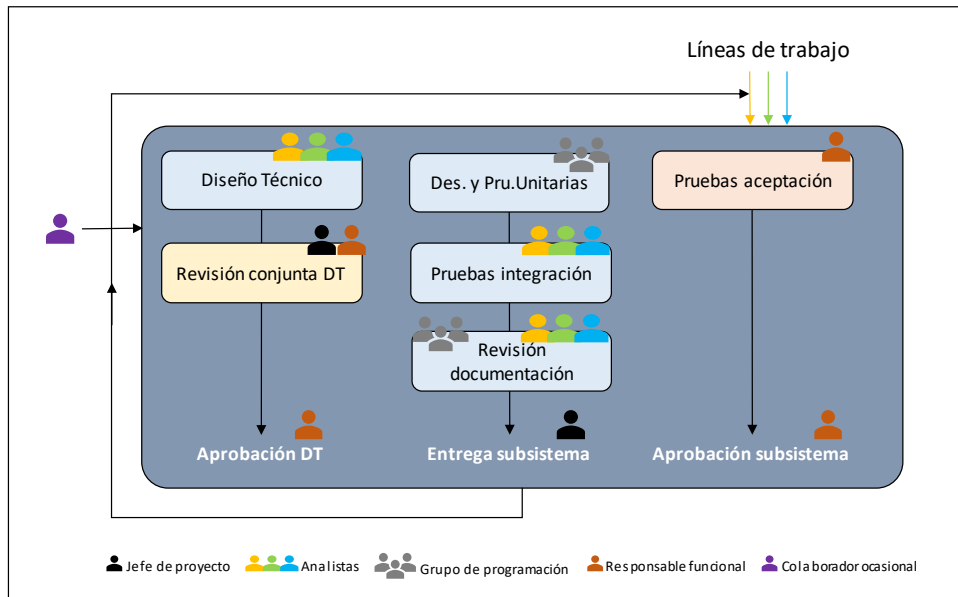 Líneas de trabajo
Diseño Técnico
Des. y Pru.Unitarias
Pruebas aceptación
Revisión conjunta DT
Pruebas integración
Revisión
documentación
Aprobación DT
Entrega subsistema
Aprobación subsistema
Jefe de proyecto
Analistas
Grupo de programación
Responsable funcional
Colaborador ocasional